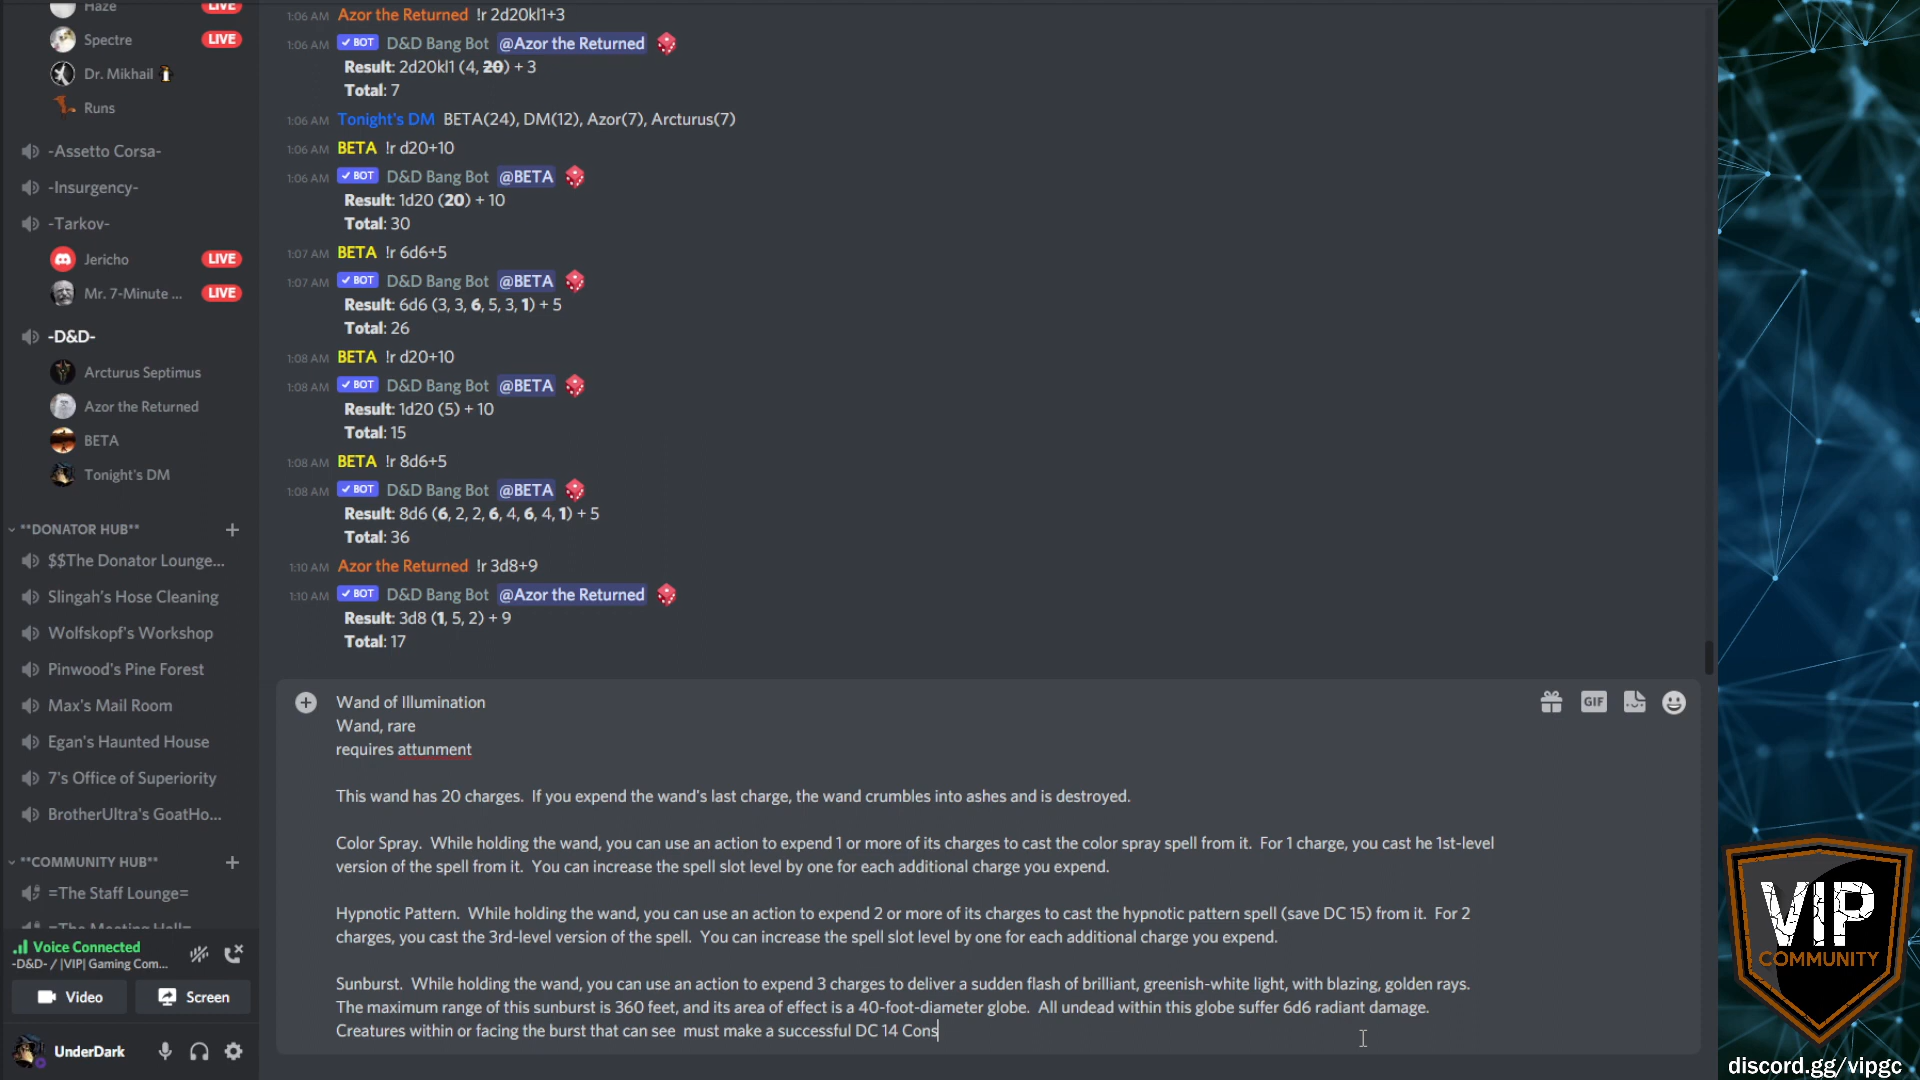 Haze LIVE
Spectre LIVE
Dr. Mikhail
Runs
-Assetto Corsa-
-Insurgency-
-Tarkov-
Jericho LIVE
Mr. 7-Minute ... LIVE
-D&D-
Arcturus Septimus
Azor the Returned
BETA
Tonight's DM
**DONATOR HUB** +
$$The Donator Lounge...
Slingah's Hose Cleaning
Wolfskopf's Workshop
Pinwood's Pine Forest
Max's Mail Room
Egan's Haunted House
7's Office of Superiority
BrotherUltra's GoatHo...
**COMMUNITY HUB** +
=The Staff Lounge=
=The Meeting Hall=
Voice Connected
-D&D- / |VIP| Gaming Com...
Video Screen
UnderDark
1:06 AM Azor the Returned !r 2d20kl1+3
1:06 AM ✓ BOT D&D Bang Bot @Azor the Returned
Result: 2d20kl1 (4, 20) + 3
Total: 7
1:06 AM Tonight's DM BETA(24), DM(12), Azor(7), Arcturus(7)
1:06 AM BETA !r d20+10
1:06 AM ✓ BOT D&D Bang Bot @BETA
Result: 1d20 (20) + 10
Total: 30
1:07 AM BETA !r 6d6+5
1:07 AM ✓ BOT D&D Bang Bot @BETA
Result: 6d6 (3, 3, 6, 5, 3, 1) + 5
Total: 26
1:08 AM BETA !r d20+10
1:08 AM ✓ BOT D&D Bang Bot @BETA
Result: 1d20 (5) + 10
Total: 15
1:08 AM BETA !r 8d6+5
1:08 AM ✓ BOT D&D Bang Bot @BETA
Result: 8d6 (6, 2, 2, 6, 4, 6, 4, 1) + 5
Total: 36
1:10 AM Azor the Returned !r 3d8+9
1:10 AM ✓ BOT D&D Bang Bot @Azor the Returned
Result: 3d8 (1, 5, 2) + 9
Total: 17
Wand of Illumination
Wand, rare
requires attunment
This wand has 20 charges.  If you expend the wand's last charge, the wand crumbles into ashes and is destroyed.
Color Spray.  While holding the wand, you can use an action to expend 1 or more of its charges to cast the color spray spell from it.  For 1 charge, you cast he 1st-level
version of the spell from it.  You can increase the spell slot level by one for each additional charge you expend.
Hypnotic Pattern.  While holding the wand, you can use an action to expend 2 or more of its charges to cast the hypnotic pattern spell (save DC 15) from it.  For 2
charges, you cast the 3rd-level version of the spell.  You can increase the spell slot level by one for each additional charge you expend.
Sunburst.  While holding the wand, you can use an action to expend 3 charges to deliver a sudden flash of brilliant, greenish-white light, with blazing, golden rays.
The maximum range of this sunburst is 360 feet, and its area of effect is a 40-foot-diameter globe.  All undead within this globe suffer 6d6 radiant damage.
Creatures within or facing the burst that can see  must make a successful DC 14 Cons
GIF
VIP
COMMUNITY
discord.gg/vipgc